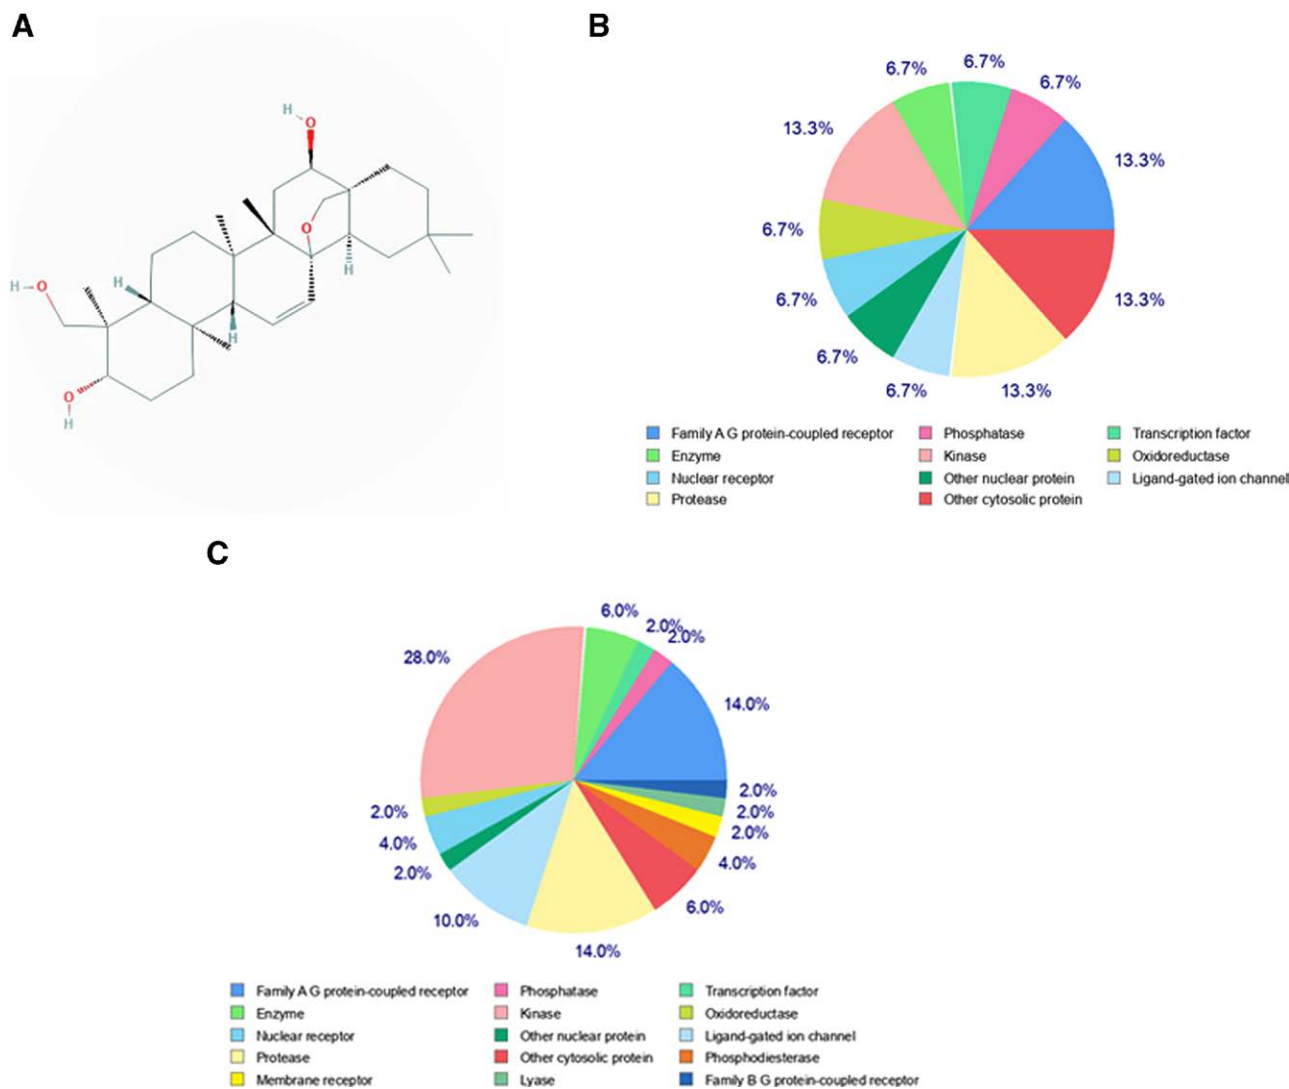 A
B
H
O
O
H
H
O
H
H
O
H
6.7%
6.7%
6.7%
13.3%
13.3%
6.7%
6.7%
13.3%
6.7%
6.7%
13.3%
Family A G protein-coupled receptor
Phosphatase
Transcription factor
Enzyme
Kinase
Oxidoreductase
Nuclear receptor
Other nuclear protein
Ligand-gated ion channel
Protease
Other cytosolic protein
C
6.0%
2.0%
2.0%
28.0%
14.0%
2.0%
2.0%
2.0%
2.0%
4.0%
4.0%
2.0%
6.0%
10.0%
14.0%
Family A G protein-coupled receptor
Phosphatase
Transcription factor
Enzyme
Kinase
Oxidoreductase
Nuclear receptor
Other nuclear protein
Ligand-gated ion channel
Protease
Other cytosolic protein
Phosphodiesterase
Membrane receptor
Lyase
Family B G protein-coupled receptor